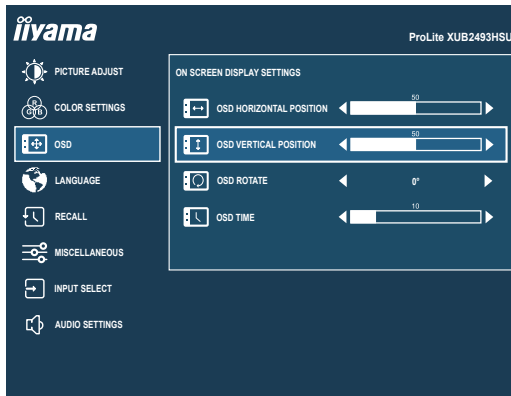 iiyama
ProLite XUB2493HSU
PICTURE ADJUST
COLOR SETTINGS
R
G B
OSD
LANGUAGE
RECALL
MISCELLANEOUS
INPUT SELECT
AUDIO SETTINGS
ON SCREEN DISPLAY SETTINGS
OSD HORIZONTAL POSITION
50
OSD VERTICAL POSITION
50
OSD ROTATE
0°
OSD TIME
10